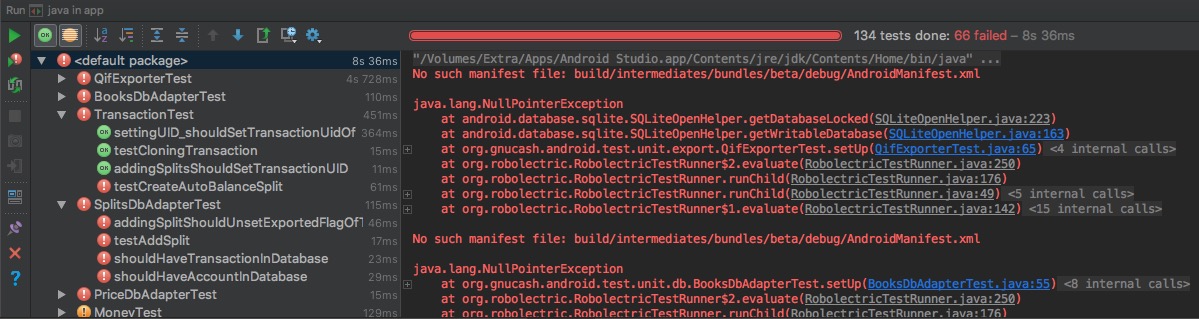 Run java in app
134 tests done: 66 failed – 8s 36ms
<default package> 8s 36ms
QifExporterTest 4s 728ms
BooksDbAdapterTest 110ms
TransactionTest 451ms
settingUID_shouldSetTransactionUidOf 364ms
testCloningTransaction 15ms
addingSplitsShouldSetTransactionUID 11ms
testCreateAutoBalanceSplit 61ms
SplitsDbAdapterTest 115ms
addingSplitShouldUnsetExportedFlagOfT 46ms
testAddSplit 17ms
shouldHaveTransactionInDatabase 23ms
shouldHaveAccountInDatabase 29ms
PriceDbAdapterTest 15ms
MoneyTest 129ms
"/Volumes/Extra/Apps/Android Studio.app/Contents/jre/jdk/Contents/Home/bin/java" ...
No such manifest file: build/intermediates/bundles/beta/debug/AndroidManifest.xml
java.lang.NullPointerException
at android.database.sqlite.SQLiteOpenHelper.getDatabaseLocked(SQLiteOpenHelper.java:223)
at android.database.sqlite.SQLiteOpenHelper.getWritableDatabase(SQLiteOpenHelper.java:163)
at org.gnucash.android.test.unit.export.QifExporterTest.setUp(QifExporterTest.java:65) <4 internal calls>
at org.robolectric.RobolectricTestRunner$2.evaluate(RobolectricTestRunner.java:250)
at org.robolectric.RobolectricTestRunner.runChild(RobolectricTestRunner.java:176)
at org.robolectric.RobolectricTestRunner.runChild(RobolectricTestRunner.java:49) <5 internal calls>
at org.robolectric.RobolectricTestRunner$1.evaluate(RobolectricTestRunner.java:142) <15 internal calls>
No such manifest file: build/intermediates/bundles/beta/debug/AndroidManifest.xml
java.lang.NullPointerException
at org.gnucash.android.test.unit.db.BooksDbAdapterTest.setUp(BooksDbAdapterTest.java:55) <8 internal calls>
at org.robolectric.RobolectricTestRunner$2.evaluate(RobolectricTestRunner.java:250)
at org.robolectric.RobolectricTestRunner.runChild(RobolectricTestRunner.java:176)